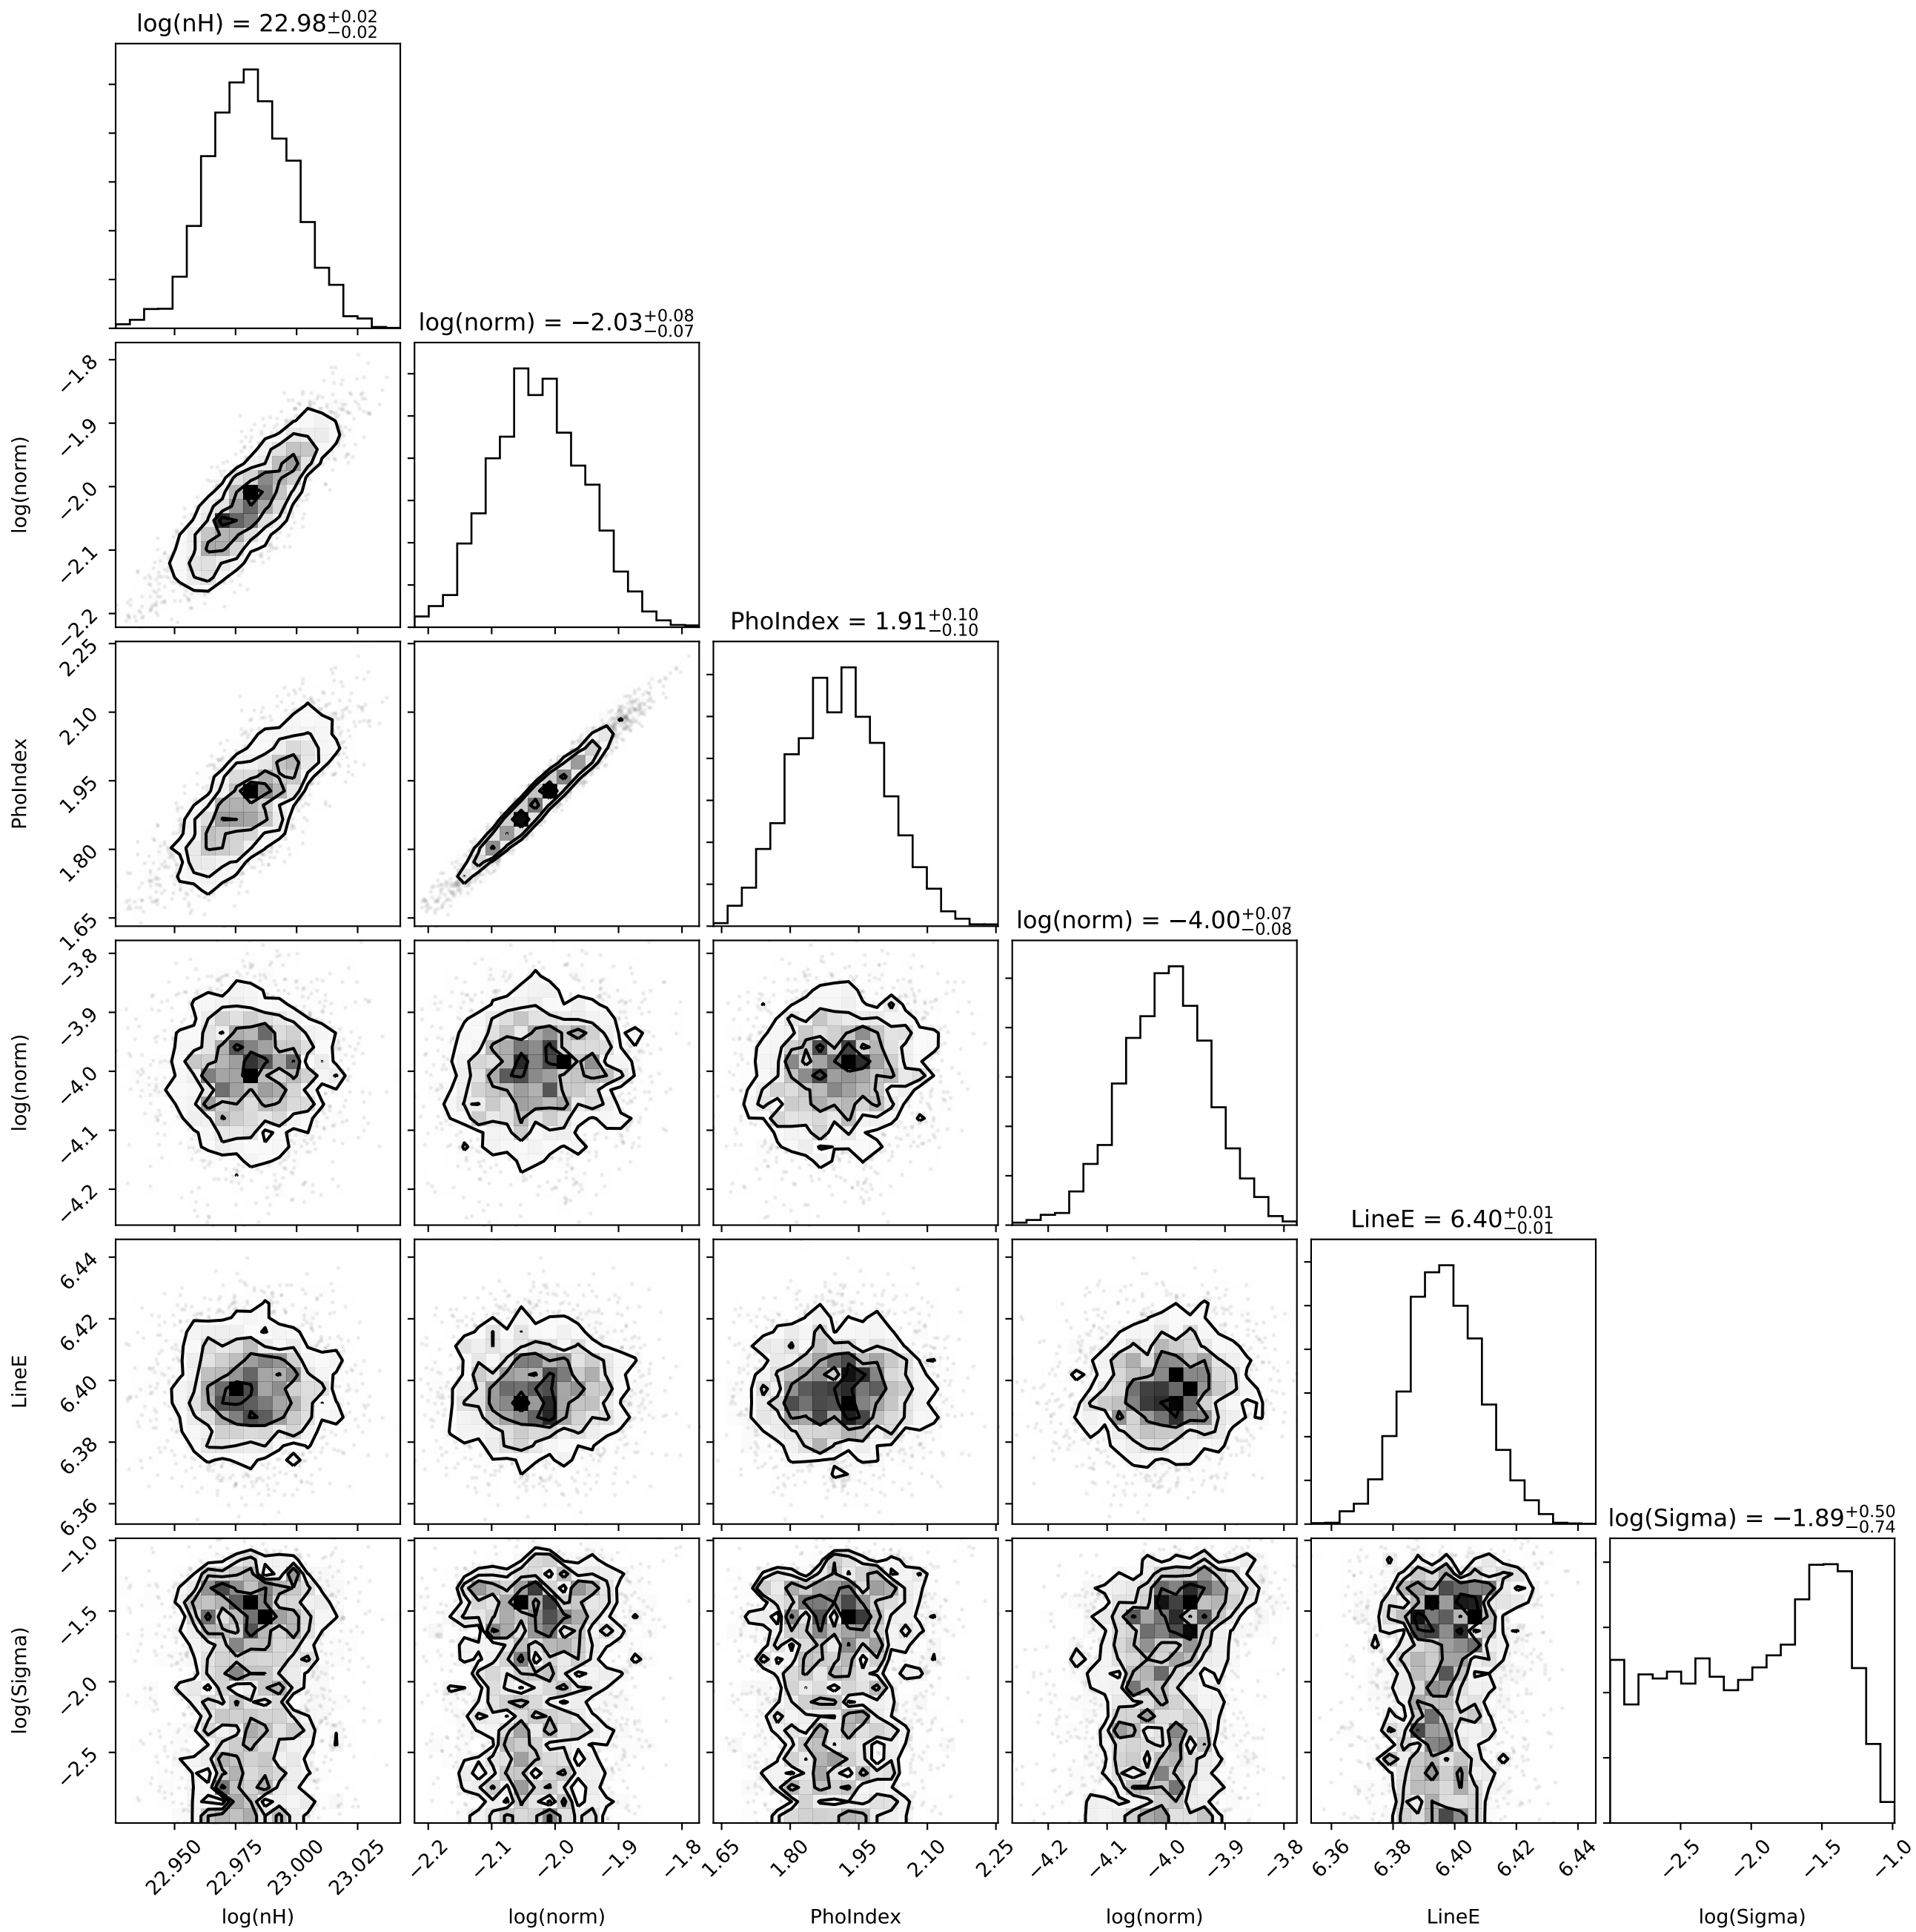 log(nH) = 22.98+0.02−0.02
log(norm) = −2.03+0.08−0.07
−1.8
−1.9
−2.0
−2.1
−2.2
log(norm)
PhoIndex = 1.91+0.10−0.10
2.25
2.10
1.95
1.80
1.65
PhoIndex
log(norm) = −4.00+0.07−0.08
−3.8
−3.9
−4.0
−4.1
−4.2
log(norm)
LineE = 6.40+0.01−0.01
6.44
6.42
6.40
6.38
6.36
LineE
log(Sigma) = −1.89+0.50−0.74
−1.0
−1.5
−2.0
−2.5
log(Sigma)
22.950 22.975 23.000 23.025 −2.2 −2.1 −2.0 −1.9 −1.8 1.65 1.80 1.95 2.10 2.25 −4.2 −4.1 −4.0 −3.9 −3.8 6.36 6.38 6.40 6.42 6.44 −2.5 −2.0 −1.5 −1.0
log(nH) log(norm) PhoIndex log(norm) LineE log(Sigma)